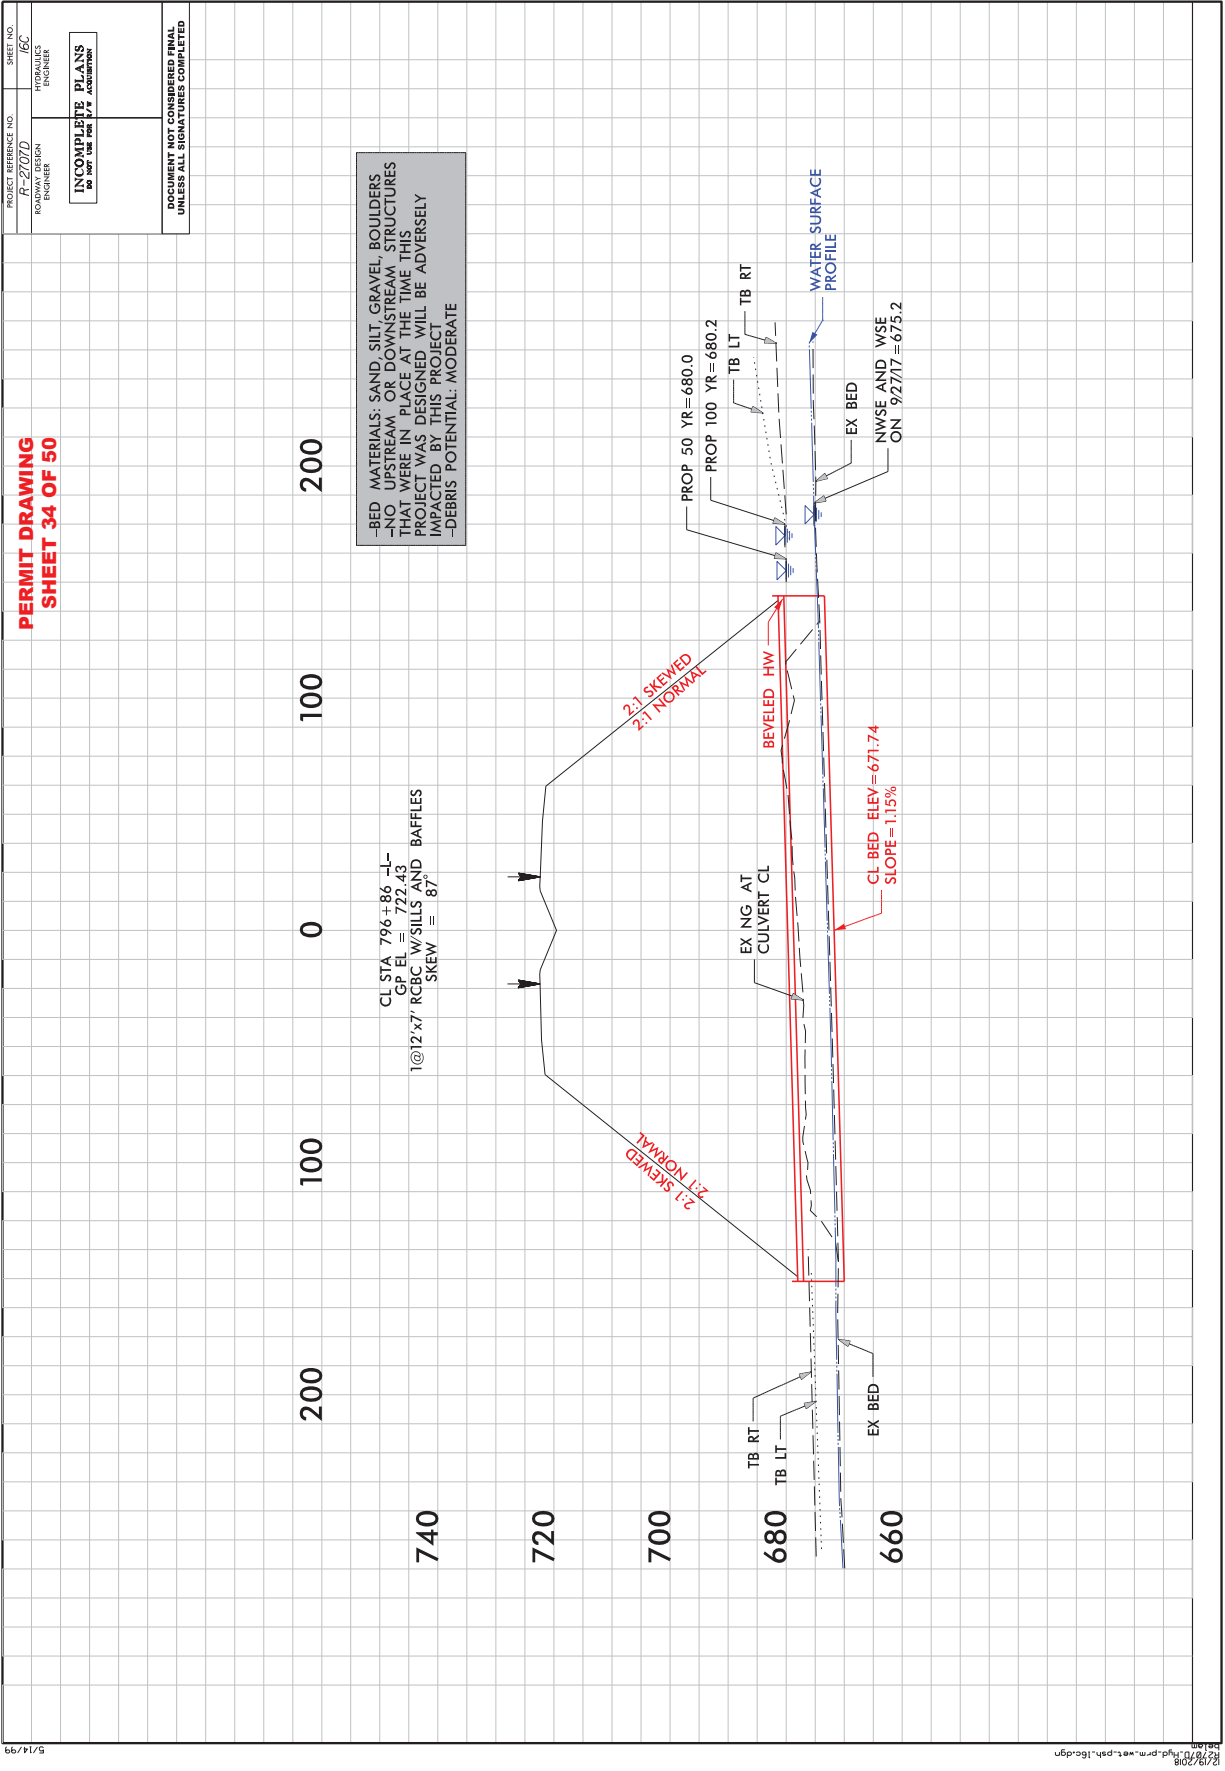 PERMIT DRAWING
SHEET 34 OF 50
PROJECT REFERENCE NO.
SHEET NO.
R-2707D
16C
ROADWAY DESIGN
ENGINEER
HYDRAULICS
ENGINEER
INCOMPLETE PLANS
DO NOT USE FOR R/W ACQUISITION
DOCUMENT NOT CONSIDERED FINAL
UNLESS ALL SIGNATURES COMPLETED
200
100
0
100
200
-BED MATERIALS: SAND, SILT, GRAVEL, BOULDERS
-NO UPSTREAM OR DOWNSTREAM STRUCTURES
THAT WERE IN PLACE AT THE TIME THIS
PROJECT WAS DESIGNED WILL BE ADVERSELY
IMPACTED BY THIS PROJECT
-DEBRIS POTENTIAL: MODERATE
CL STA 796+86 -L-
GP EL = 722.43
1@12'x7' RCBC W/SILLS AND BAFFLES
SKEW = 87°
740
720
700
680
660
2:1 SKEWED
2:1 NORMAL
2:1 SKEWED
2:1 NORMAL
PROP 50 YR=680.0
PROP 100 YR=680.2
TB LT
TB RT
WATER SURFACE
PROFILE
BEVELED HW
EX NG AT
CULVERT CL
EX BED
NWSE AND WSE
ON 9/27/17=675.2
CL BED ELEV=671.74
SLOPE=1.15%
TB RT
TB LT
EX BED
5/14/99
12/19/2018
R2707D_Hyd_prm_wet_psh_16c.dgn